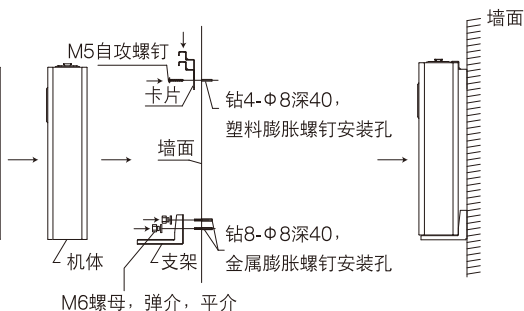 墙面
M5自攻螺钉
卡片
钻4-Φ8深40，
塑料膨胀螺钉安装孔
墙面
钻8-Φ8深40，
金属膨胀螺钉安装孔
机体
支架
M6螺母，弹介，平介